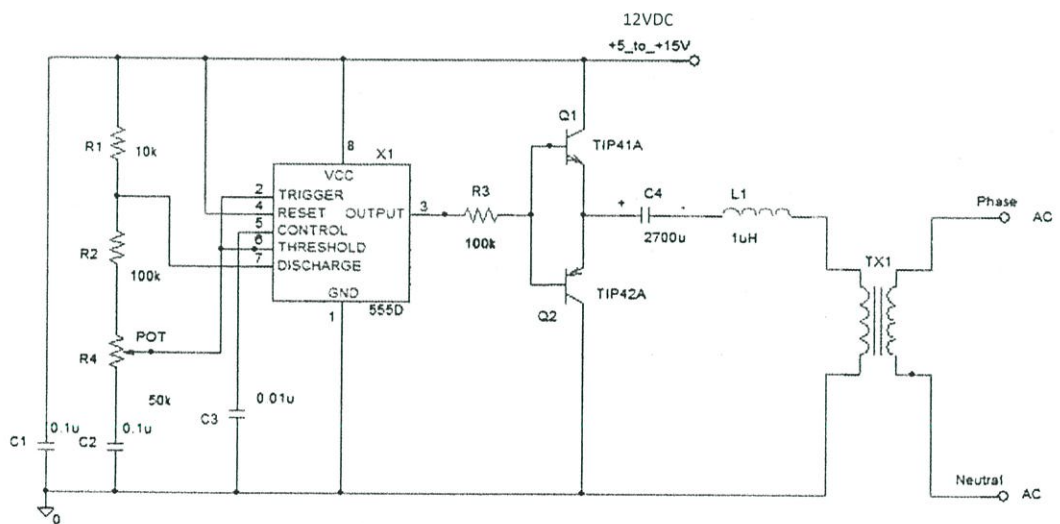 12VDC
+5_to_+15V
Q1
TIP41A
R1
10k
X1
8
VCC
2
TRIGGER
4
RESET
OUTPUT
3
5
CONTROL
6
THRESHOLD
7
DISCHARGE
GND
1
555D
R3
100k
+
C4
-
2700u
L1
1uH
Phase
AC
TX1
R2
100k
TIP42A
Q2
POT
R4
50k
C3
0.01u
C1
0.1u
C2
0.1u
Neutral
AC
0